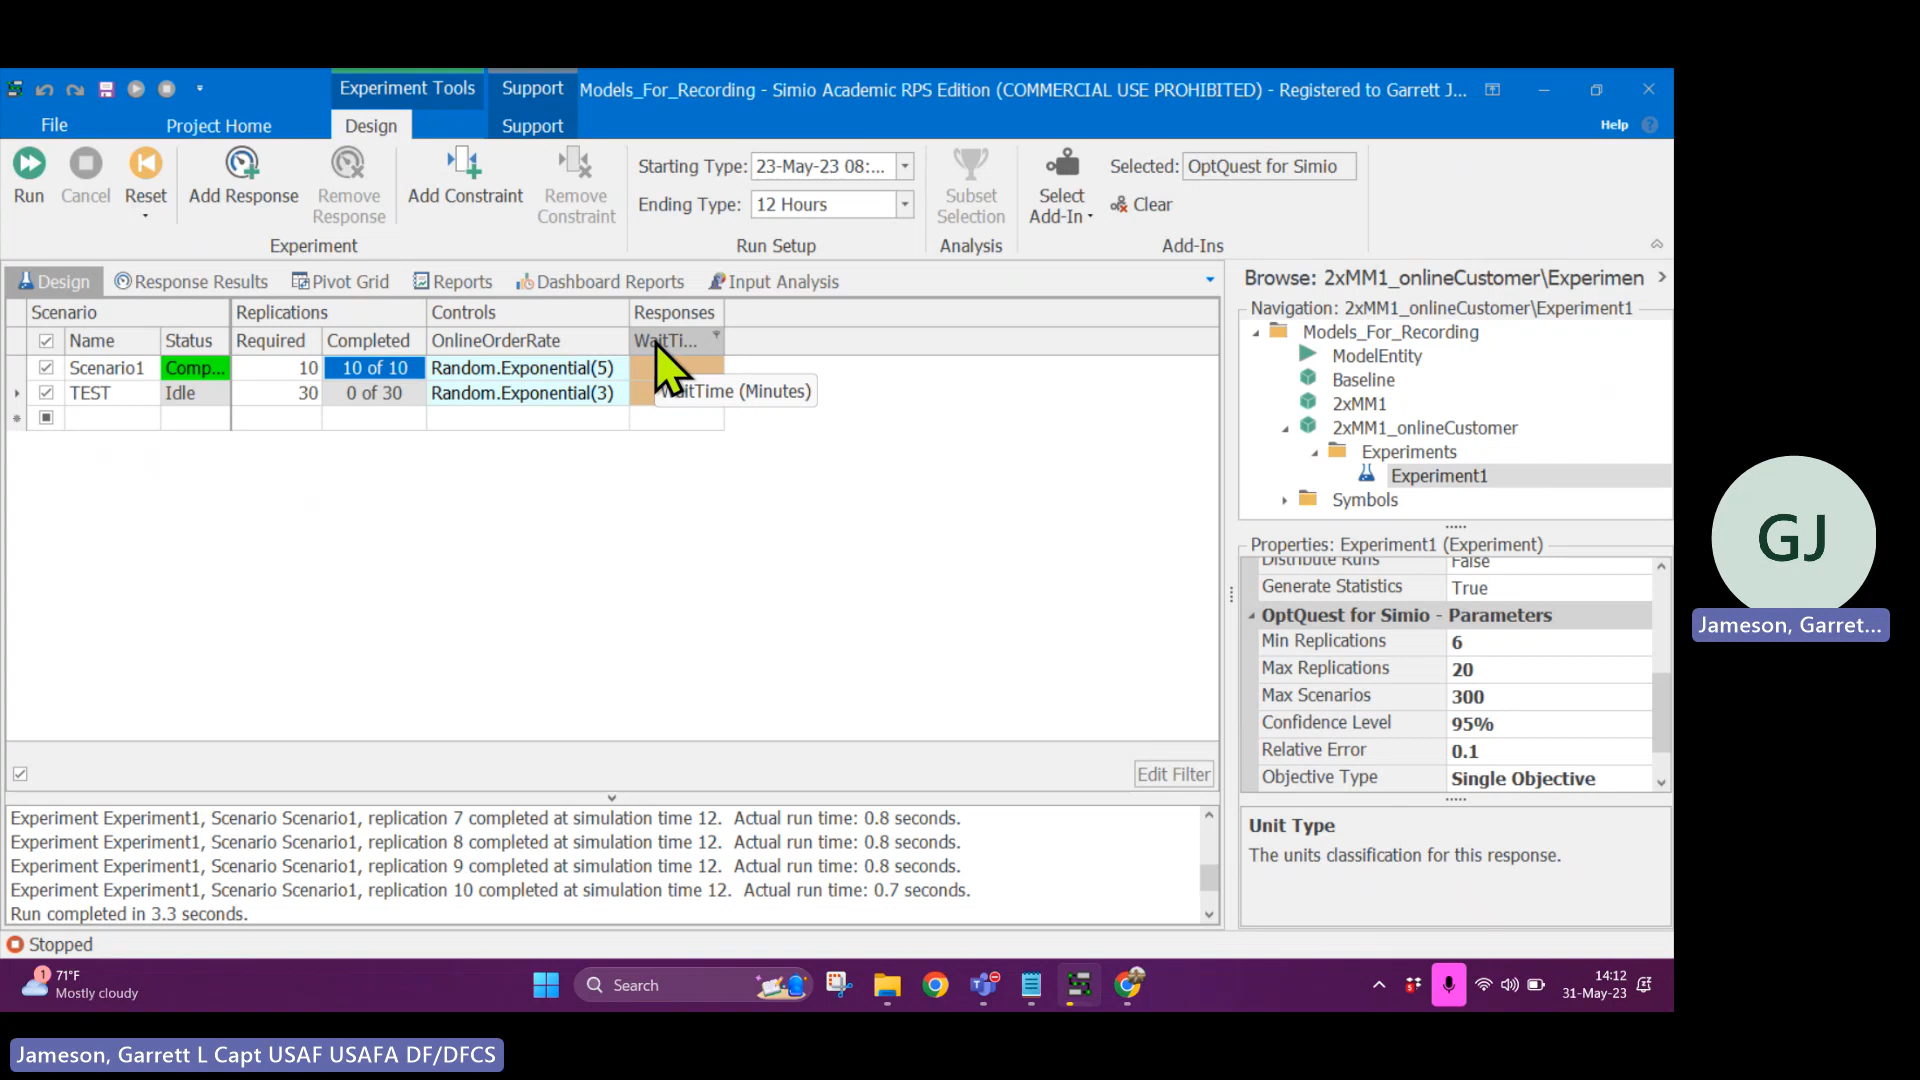 Experiment Tools
Support
Models_For_Recording - Simio Academic RPS Edition (COMMERCIAL USE PROHIBITED) - Registered to Garrett J...
File
Project Home
Design
Support
Help
Run
Cancel
Reset
Add Response
Remove Response
Add Constraint
Remove Constraint
Experiment
Starting Type: 23-May-23 08:...
Ending Type: 12 Hours
Run Setup
Subset Selection
Analysis
Select Add-In
Selected: OptQuest for Simio
Clear
Add-Ins
Design
Response Results
Pivot Grid
Reports
Dashboard Reports
Input Analysis
Scenario Replications Controls Responses
Name Status Required Completed OnlineOrderRate WaitTi...
Scenario1 Comp... 10 10 of 10 Random.Exponential(5)
TEST Idle 30 0 of 30 Random.Exponential(3)
(Minutes)
Edit Filter
Experiment Experiment1, Scenario Scenario1, replication 7 completed at simulation time 12. Actual run time: 0.8 seconds.
Experiment Experiment1, Scenario Scenario1, replication 8 completed at simulation time 12. Actual run time: 0.8 seconds.
Experiment Experiment1, Scenario Scenario1, replication 9 completed at simulation time 12. Actual run time: 0.8 seconds.
Experiment Experiment1, Scenario Scenario1, replication 10 completed at simulation time 12. Actual run time: 0.7 seconds.
Run completed in 3.3 seconds.
Stopped
Browse: 2xMM1_onlineCustomer\Experimen
Navigation: 2xMM1_onlineCustomer\Experiment1
Models_For_Recording
ModelEntity
Baseline
2xMM1
2xMM1_onlineCustomer
Experiments
Experiment1
Symbols
Properties: Experiment1 (Experiment)
Distribute Runs False
Generate Statistics True
OptQuest for Simio - Parameters
Min Replications 6
Max Replications 20
Max Scenarios 300
Confidence Level 95%
Relative Error 0.1
Objective Type Single Objective
Unit Type
The units classification for this response.
GJ
Jameson, Garret...
1
71°F
Mostly cloudy
Search
14:12
31-May-23
Jameson, Garrett L Capt USAF USAFA DF/DFCS